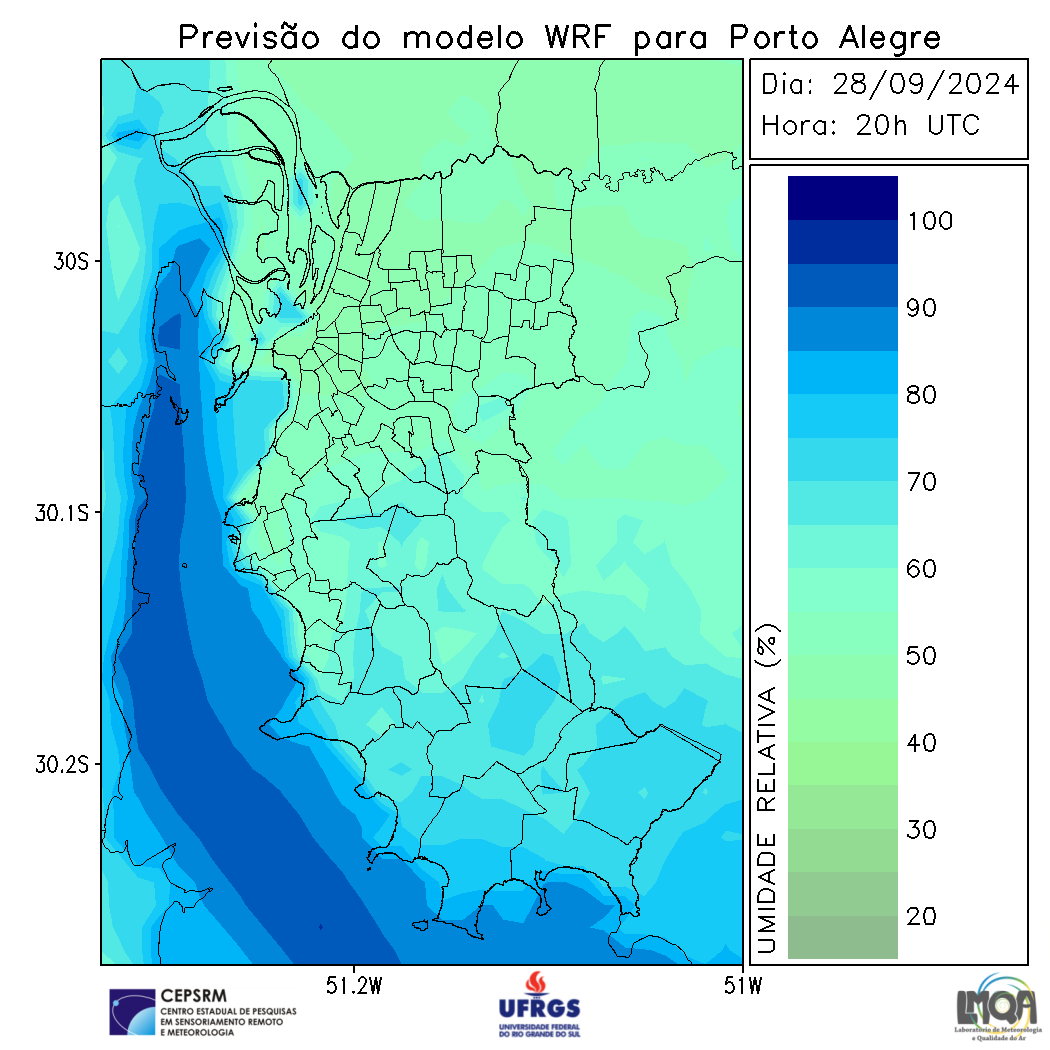 Previsão do modelo WRF para Porto Alegre
Dia: 28/09/2024
Hora: 20h UTC
100
90
80
70
60
50
40
30
20
UMIDADE RELATIVA (%)
30S
30.1S
30.2S
51.2W
51W
CEPSRM
CENTRO ESTADUAL DE PESQUISAS
EM SENSORIAMENTO REMOTO
E METEOROLOGIA
UFRGS
UNIVERSIDADE FEDERAL
DO RIO GRANDE DO SUL
LMQA
Laboratório de Meteorologia
e Qualidade do Ar